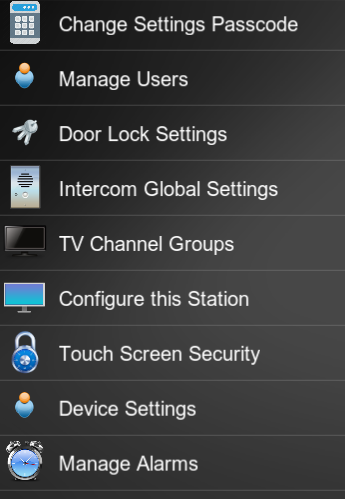 Change Settings Passcode
Manage Users
Door Lock Settings
Intercom Global Settings
TV Channel Groups
Configure this Station
Touch Screen Security
Device Settings
Manage Alarms